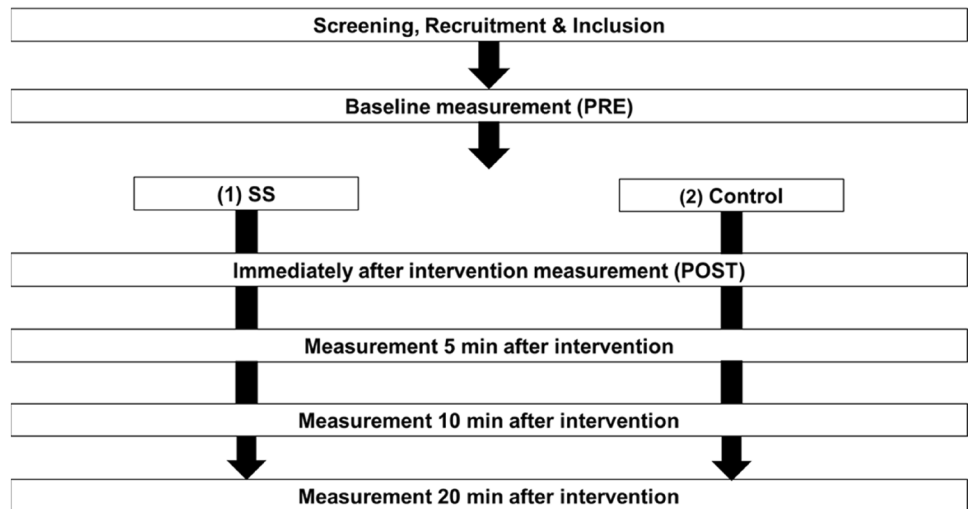 Screening, Recruitment & Inclusion
Baseline measurement (PRE)
(1) SS
(2) Control
Immediately after intervention measurement (POST)
Measurement 5 min after intervention
Measurement 10 min after intervention
Measurement 20 min after intervention